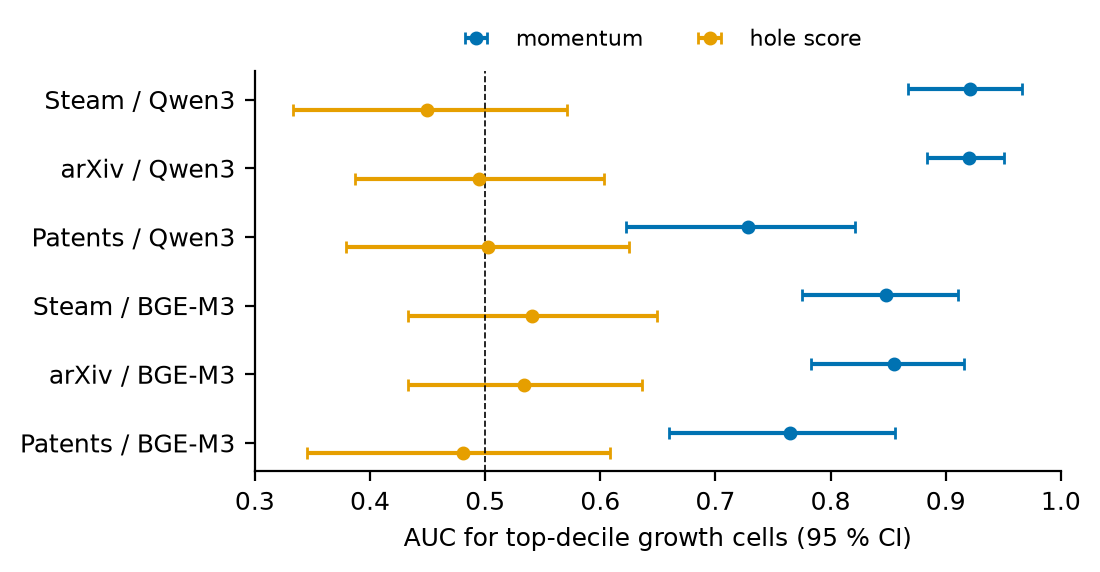 momentum hole score
Steam / Qwen3
arXiv / Qwen3
Patents / Qwen3
Steam / BGE-M3
arXiv / BGE-M3
Patents / BGE-M3
0.3 0.4 0.5 0.6 0.7 0.8 0.9 1.0
AUC for top-decile growth cells (95 % CI)